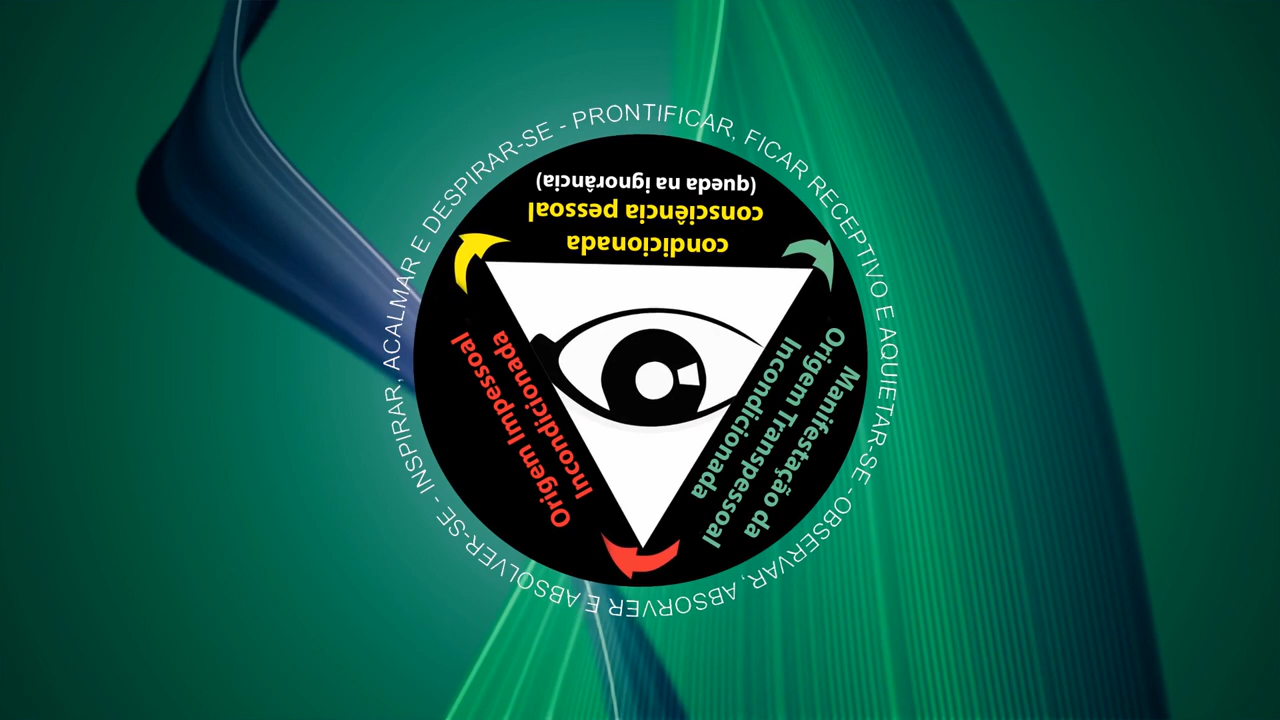 INSPIRAR, ACALMAR E DESPIRAR-SE - PRONTIFICAR, FICAR RECEPTIVO E AQUIETAR-SE - OBSERVAR, ABSORVER E ABSOLVER-SE -
condicionada
consciência pessoal
(queda na ignorância)
Origem Impessoal
Incondicionada
Manifestação da
Origem Transpessoal
Incondicionada